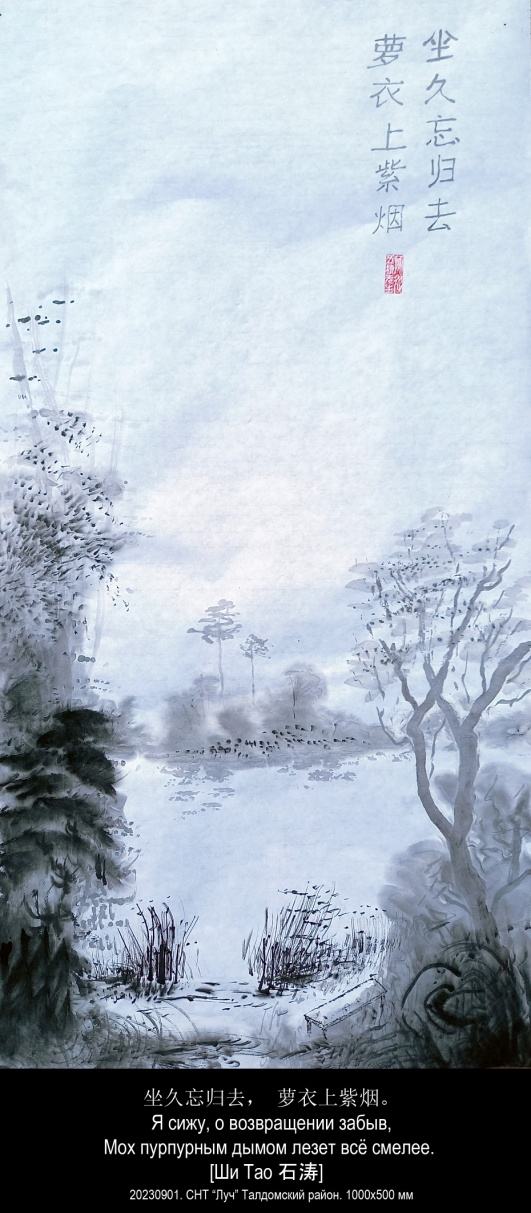 坐久忘归去
萝衣上紫烟
坐久忘归去， 萝衣上紫烟。
Я сижу, о возвращении забыв,
Мох пурпурным дымом лезет всё смелее.
[Ши Тао 石涛]
20230901. СНТ “Луч” Талдомский район. 1000x500 мм